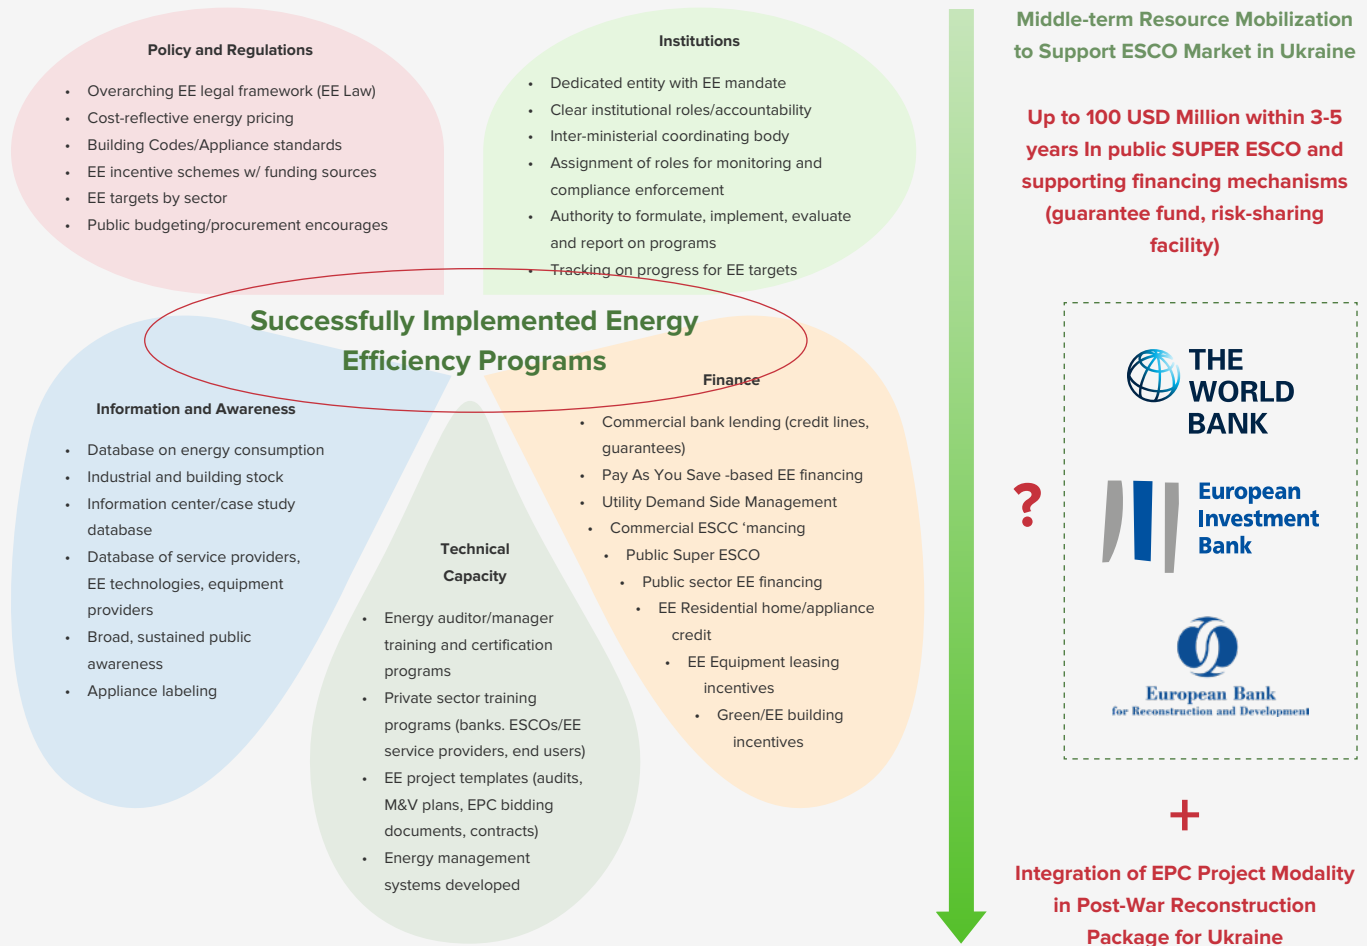 Policy and Regulations
• Overarching EE legal framework (EE Law)
• Cost-reflective energy pricing
• Building Codes/Appliance standards
• EE incentive schemes w/ funding sources
• EE targets by sector
• Public budgeting/procurement encourages
Institutions
• Dedicated entity with EE mandate
• Clear institutional roles/accountability
• Inter-ministerial coordinating body
• Assignment of roles for monitoring and
compliance enforcement
• Authority to formulate, implement, evaluate
and report on programs
• Tracking on progress for EE targets
Successfully Implemented Energy
Efficiency Programs
Information and Awareness
• Database on energy consumption
• Industrial and building stock
• Information center/case study
database
• Database of service providers,
EE technologies, equipment
providers
• Broad, sustained public
awareness
• Appliance labeling
Technical
Capacity
• Energy auditor/manager
training and certification
programs
• Private sector training
programs (banks. ESCOs/EE
service providers, end users)
• EE project templates (audits,
M&V plans, EPC bidding
documents, contracts)
• Energy management
systems developed
Finance
• Commercial bank lending (credit lines,
guarantees)
• Pay As You Save -based EE financing
• Utility Demand Side Management
• Commercial ESCC ‘mancing
• Public Super ESCO
• Public sector EE financing
• EE Residential home/appliance
credit
• EE Equipment leasing
incentives
• Green/EE building
incentives
Middle-term Resource Mobilization
to Support ESCO Market in Ukraine
Up to 100 USD Million within 3-5
years In public SUPER ESCO and
supporting financing mechanisms
(guarantee fund, risk-sharing
facility)
?
THE
WORLD
BANK
European
Investment
Bank
European Bank
for Reconstruction and Development
+
Integration of EPC Project Modality
in Post-War Reconstruction
Package for Ukraine